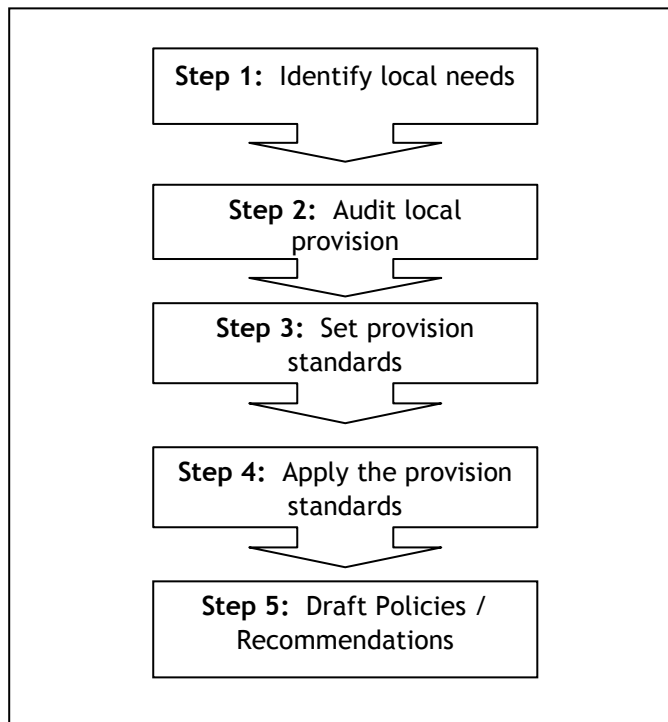 Step 1: Identify local needs
Step 2: Audit local
provision
Step 3: Set provision
standards
Step 4: Apply the provision
standards
Step 5: Draft Policies /
Recommendations